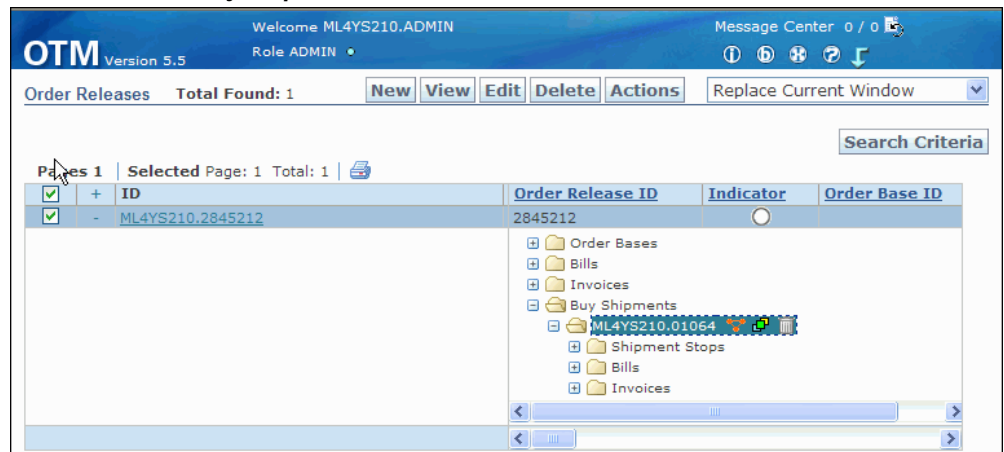 Welcome ML4YS210.ADMIN
Message Center 0 / 0
OTM Version 5.5
Role ADMIN
Order Releases Total Found: 1
New View Edit Delete Actions
Replace Current Window
Search Criteria
Pages 1 | Selected Page: 1 Total: 1 |
+ ID Order Release ID Indicator Order Base ID
- ML4YS210.2845212 2845212
Order Bases
Bills
Invoices
Buy Shipments
ML4YS210.01064
Shipment Stops
Bills
Invoices